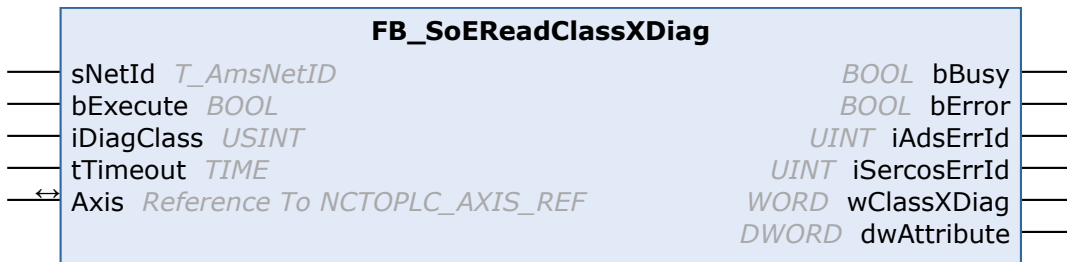 FB_SoEReadClassXDiag
sNetId T_AmsNetID BOOL bBusy
bExecute BOOL BOOL bError
iDiagClass USINT UINT iAdsErrId
tTimeout TIME UINT iSercosErrId
↔ Axis Reference To NCTOPLC_AXIS_REF WORD wClassXDiag
DWORD dwAttribute